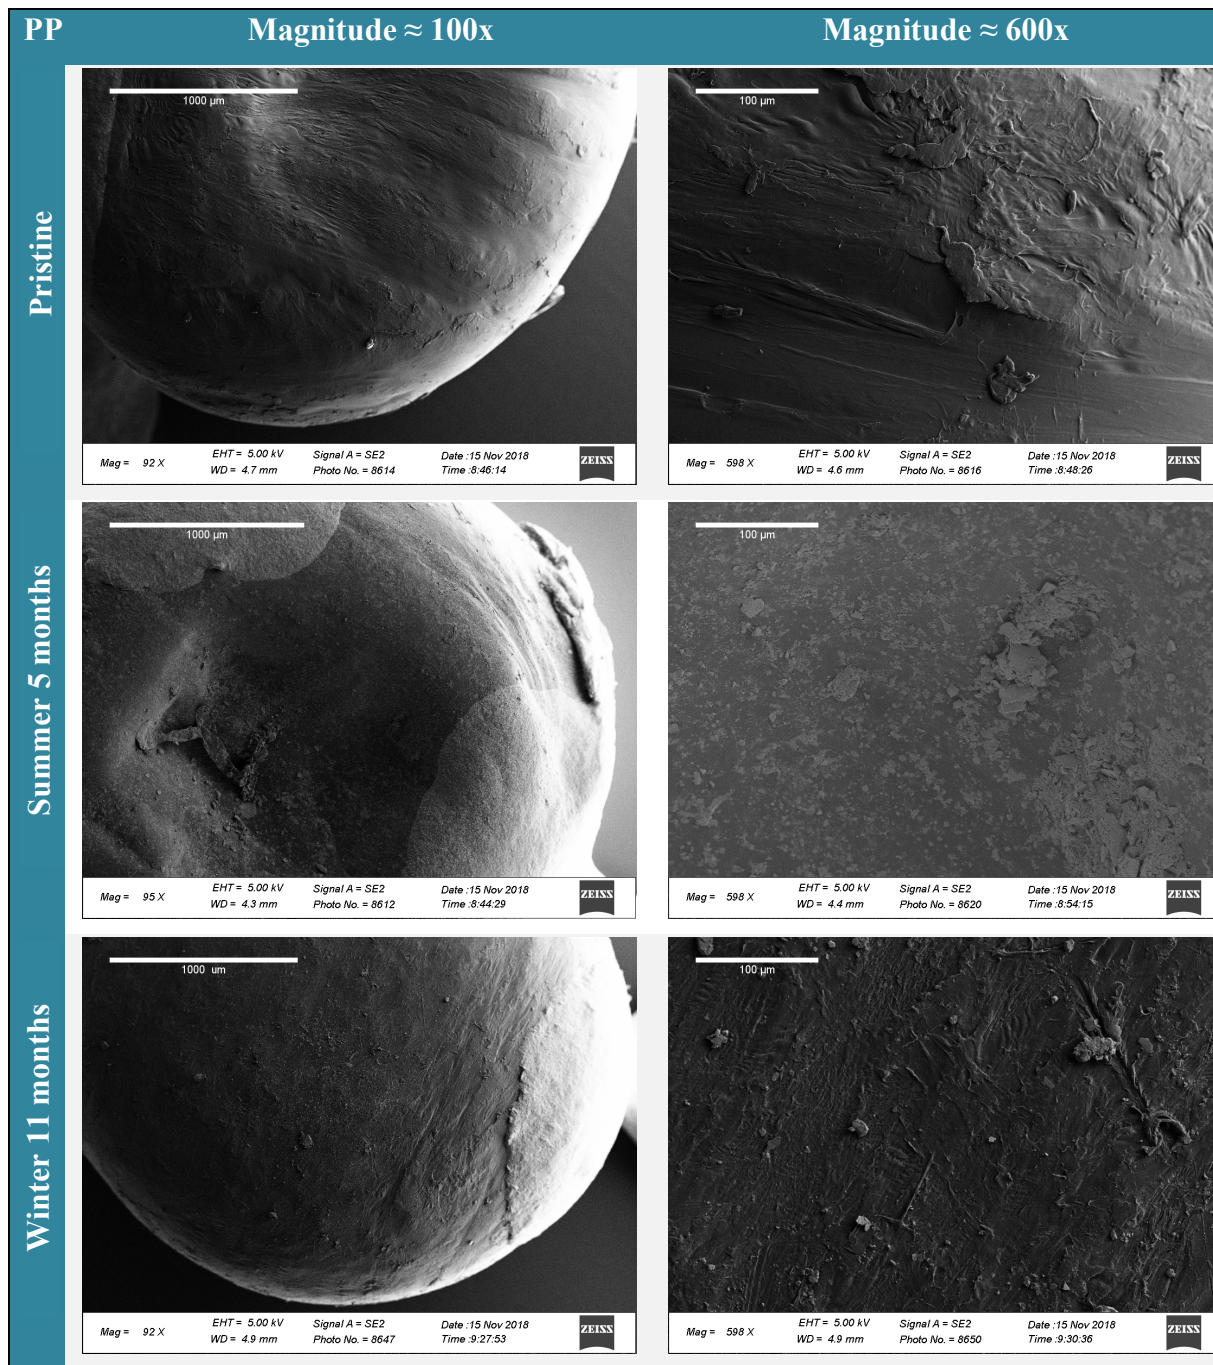 PP Magnitude ≈ 100x Magnitude ≈ 600x
Pristine
1000 µm
Mag = 92 X EHT = 5.00 kV Signal A = SE2 Date :15 Nov 2018 ZEISS
WD = 4.7 mm Photo No. = 8614 Time :8:46:14
100 µm
Mag = 598 X EHT = 5.00 kV Signal A = SE2 Date :15 Nov 2018 ZEISS
WD = 4.6 mm Photo No. = 8616 Time :8:48:26
Summer 5 months
1000 µm
Mag = 95 X EHT = 5.00 kV Signal A = SE2 Date :15 Nov 2018 ZEISS
WD = 4.3 mm Photo No. = 8612 Time :8:44:29
100 µm
Mag = 598 X EHT = 5.00 kV Signal A = SE2 Date :15 Nov 2018 ZEISS
WD = 4.4 mm Photo No. = 8620 Time :8:54:15
Winter 11 months
1000 um
Mag = 92 X EHT = 5.00 kV Signal A = SE2 Date :15 Nov 2018 ZEISS
WD = 4.9 mm Photo No. = 8647 Time :9:27:53
100 µm
Mag = 598 X EHT = 5.00 kV Signal A = SE2 Date :15 Nov 2018 ZEISS
WD = 4.9 mm Photo No. = 8650 Time :9:30:36